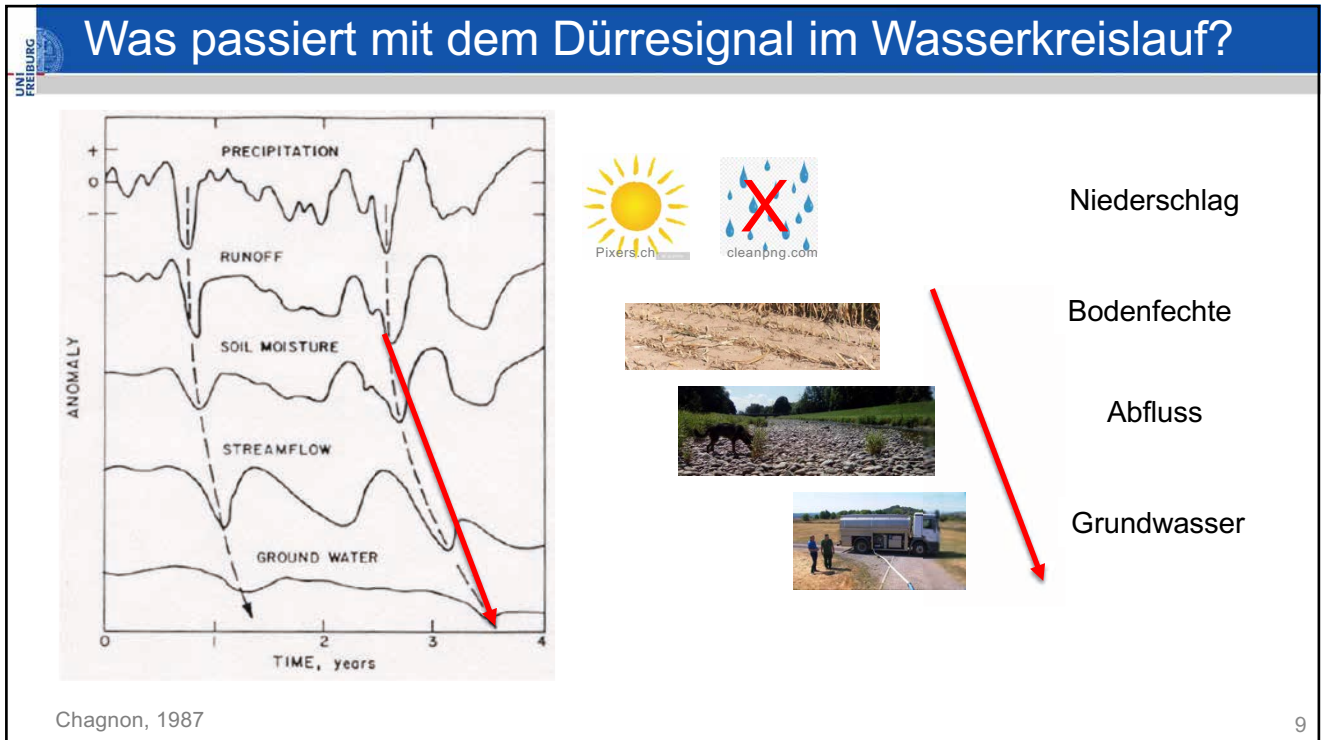 UNI
FREIBURG
Was passiert mit dem Dürresignal im Wasserkreislauf?
PRECIPITATION
+
0
−
RUNOFF
SOIL MOISTURE
STREAMFLOW
GROUND WATER
ANOMALY
0 1 2 3 4
TIME, years
Pixers.ch
cleanpng.com
X
Niederschlag
Bodenfechte
Abfluss
Grundwasser
Chagnon, 1987
9